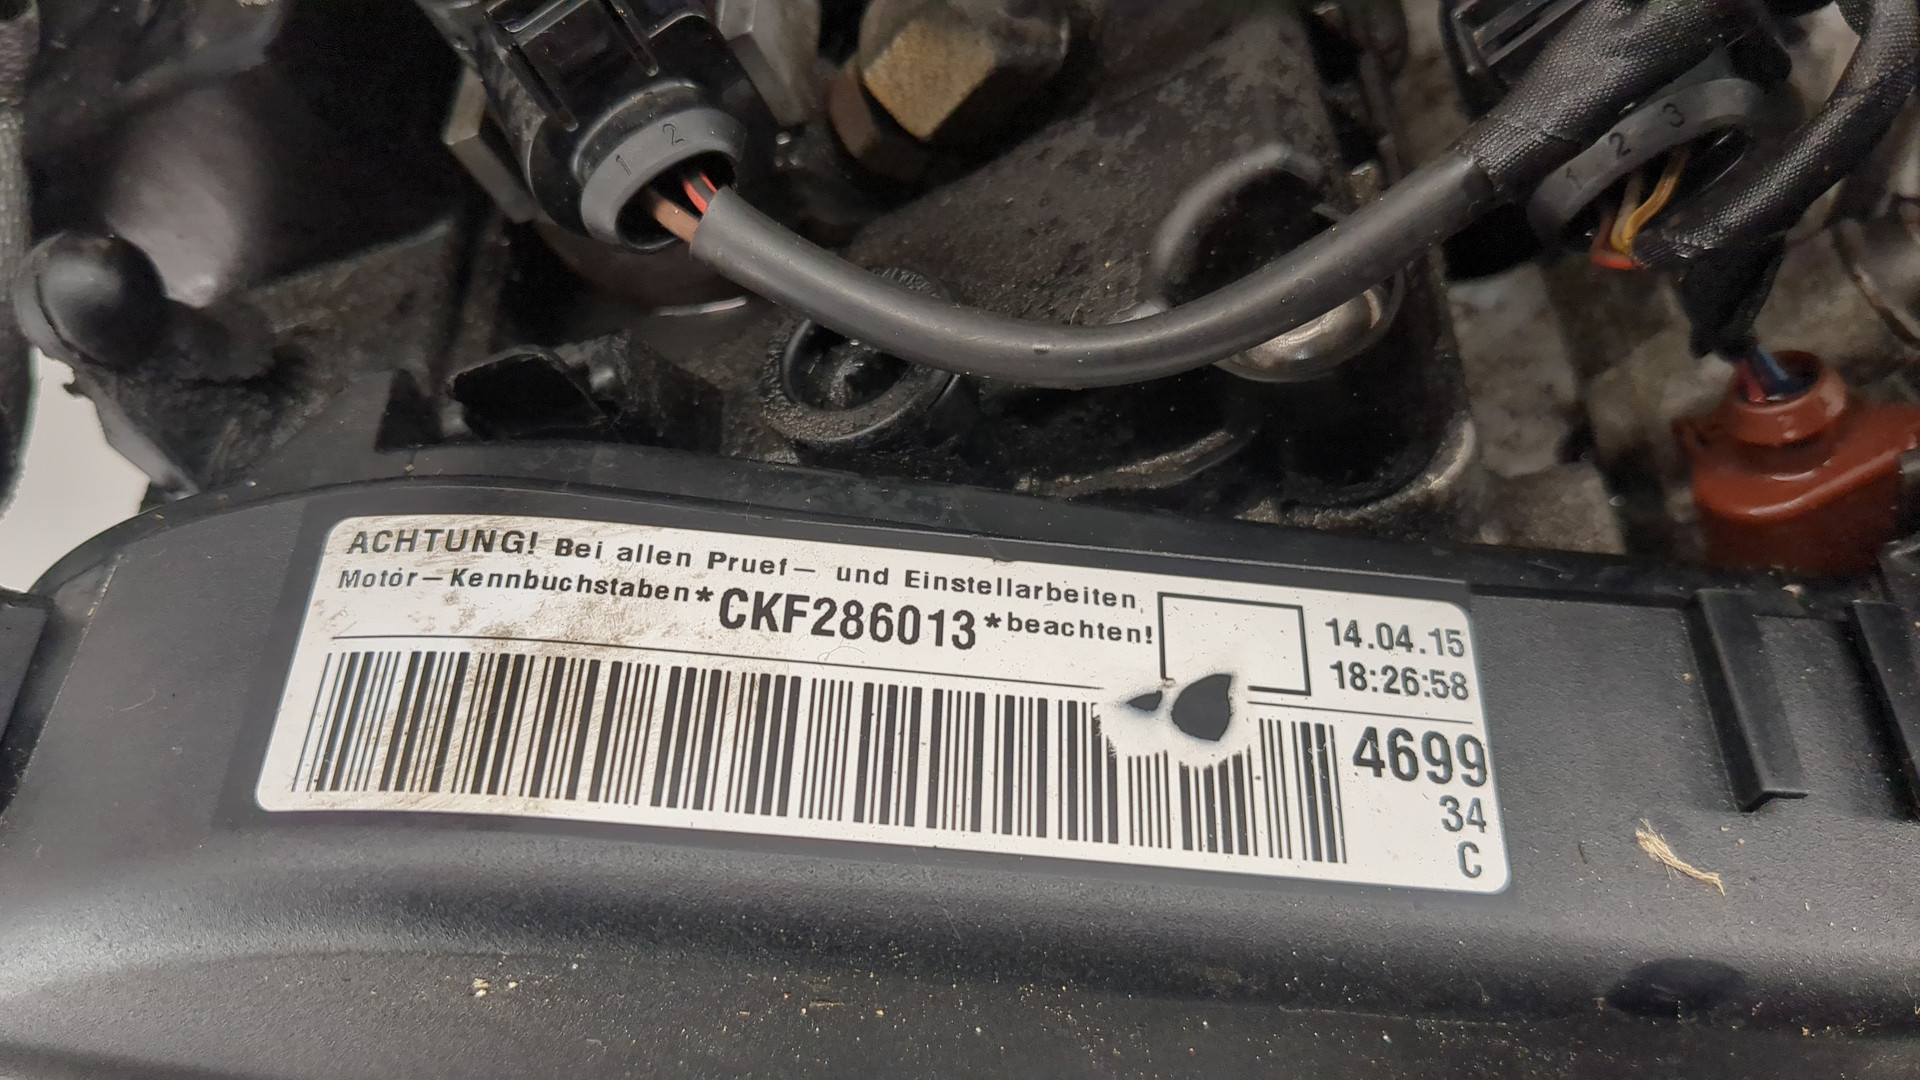 1 2
1 2 3
ACHTUNG! Bei allen Pruef- und Einstellarbeiten
Motor-Kennbuchstaben*CKF286013*beachten!
14.04.15
18:26:58
4699
34
C